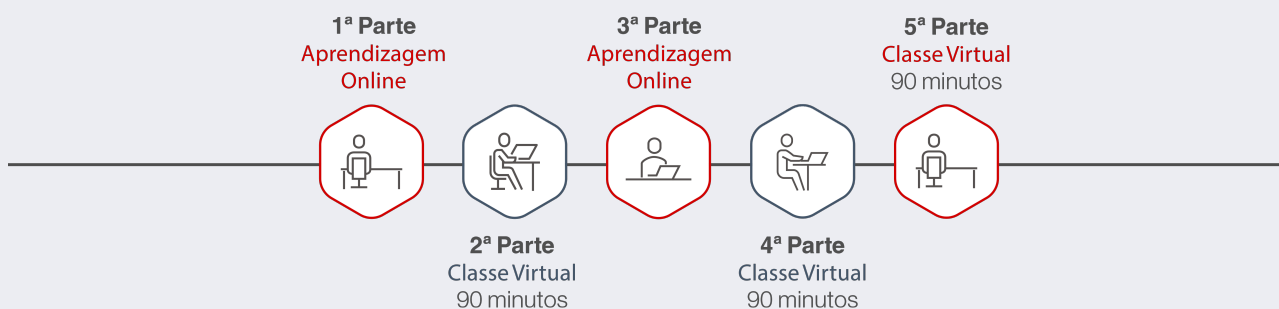 1ª Parte
Aprendizagem
Online
2ª Parte
Classe Virtual
90 minutos
3ª Parte
Aprendizagem
Online
4ª Parte
Classe Virtual
90 minutos
5ª Parte
Classe Virtual
90 minutos